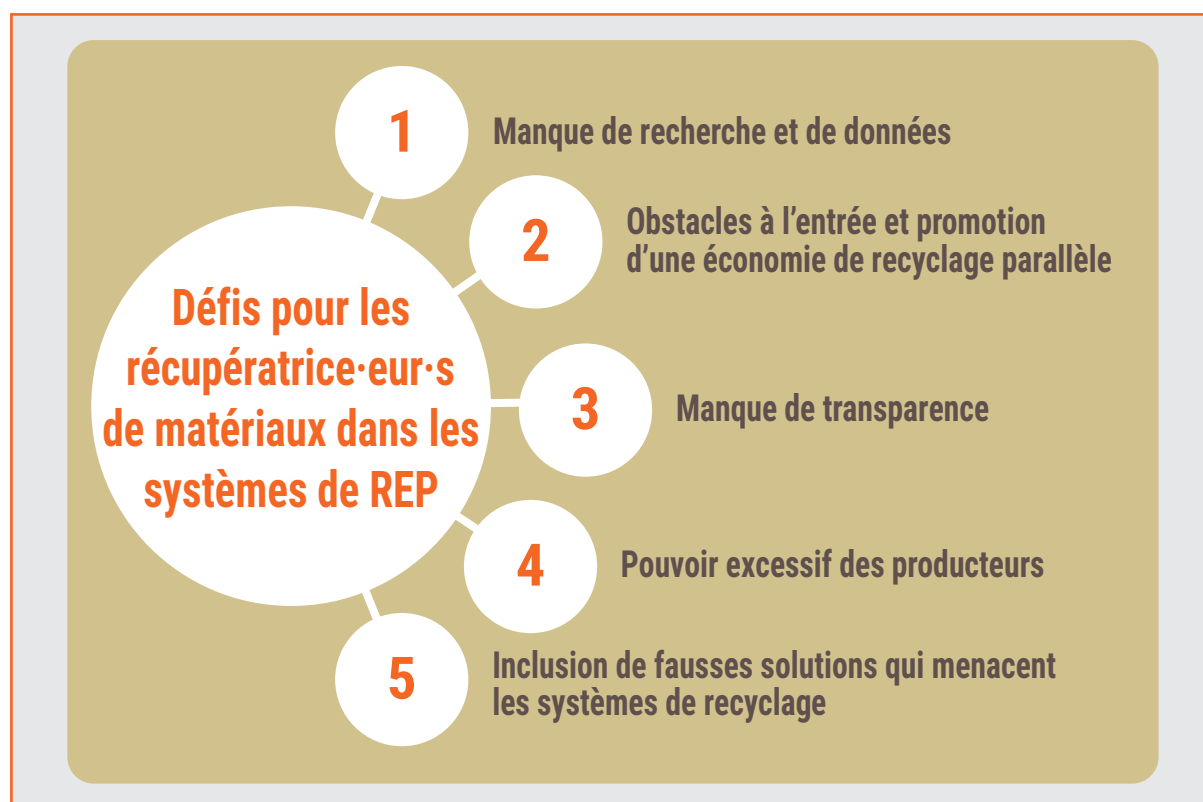 Défis pour les
récupératrice·eur·s
de matériaux dans les
systèmes de REP
1
Manque de recherche et de données
2
Obstacles à l’entrée et promotion
d’une économie de recyclage parallèle
3
Manque de transparence
4
Pouvoir excessif des producteurs
5
Inclusion de fausses solutions qui menacent
les systèmes de recyclage